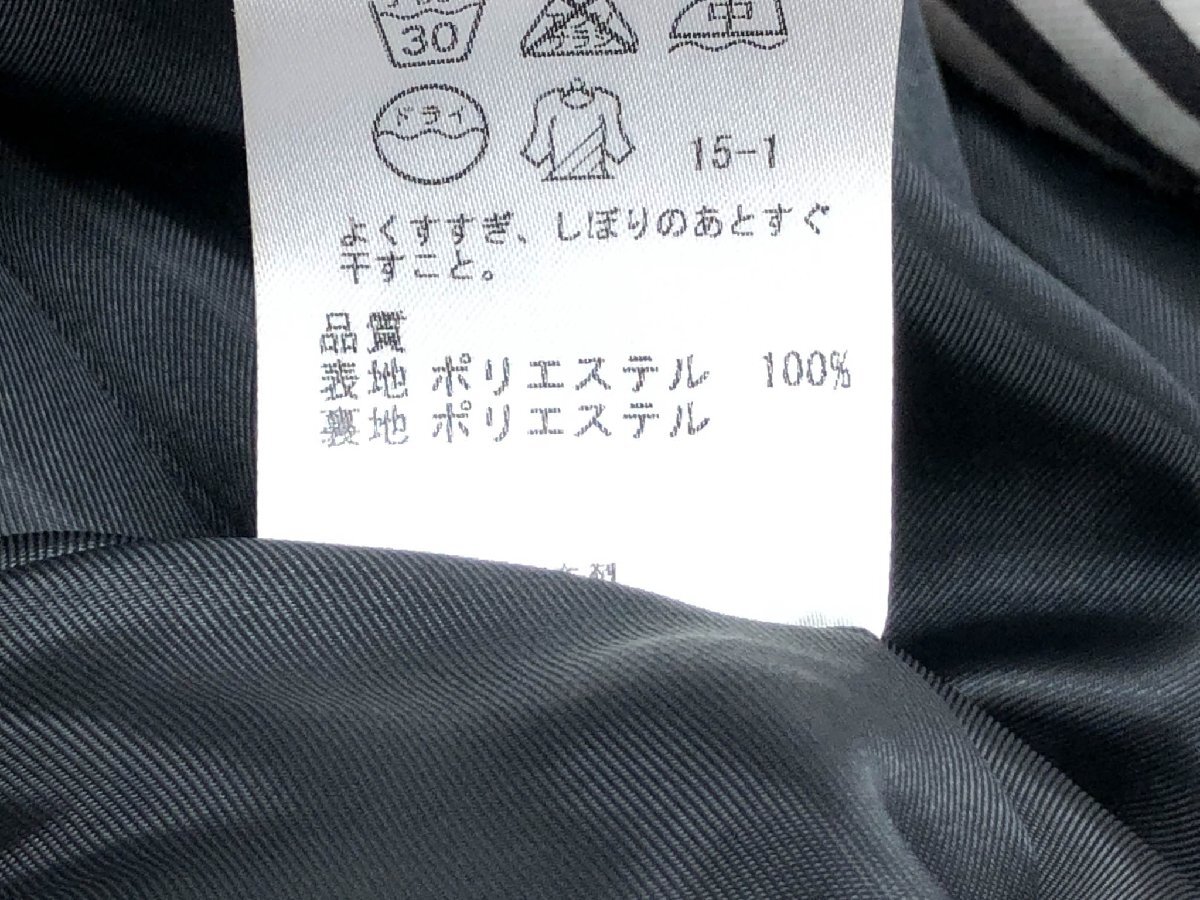 30
中
ドライ
15-1
よくすすぎ、しぼりのあとすぐ
干すこと。
品質
表地 ポリエステル 100%
裏地 ポリエステル